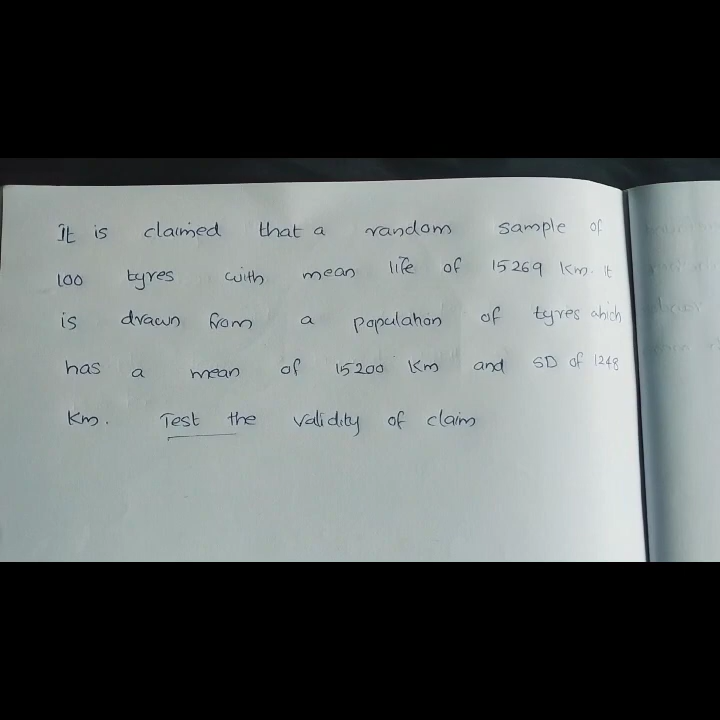 It is claimed that a random sample of
100 tyres with mean life of 15269 Km. It
is drawn from a population of tyres which
has a mean of 15200 Km and SD of 1248
Km. Test the validity of claim